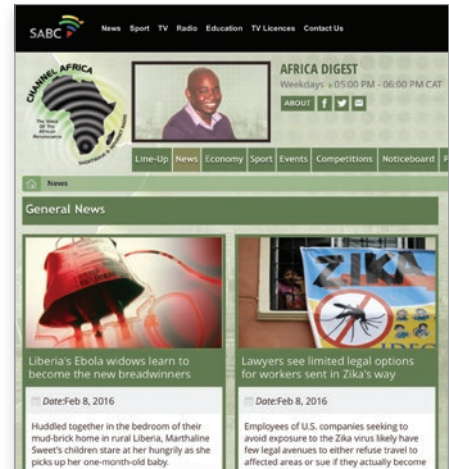 SABC News Sport TV Radio Education TV Licences Contact Us
CHANNEL AFRICA
The Voice
Of The
African
Renaissance
SHORTWAVE & INTERNET RADIO
AFRICA DIGEST
Weekdays » 05:00 PM - 06:00 PM CAT
ABOUT
Line-Up News Economy Sport Events Competitions Noticeboard
News
General News
ZIKA
Liberia's Ebola widows learn to
become the new breadwinners
Date:Feb 8, 2016
Huddled together in the bedroom of their
mud-brick home in rural Liberia, Marthaline
Sweet's children stare at her hungrily as she
picks up her one-month-old baby.
Lawyers see limited legal options
for workers sent in Zika's way
Date:Feb 8, 2016
Employees of U.S. companies seeking to
avoid exposure to the Zika virus likely have
few legal avenues to either refuse travel to
affected areas or sue if they actually become